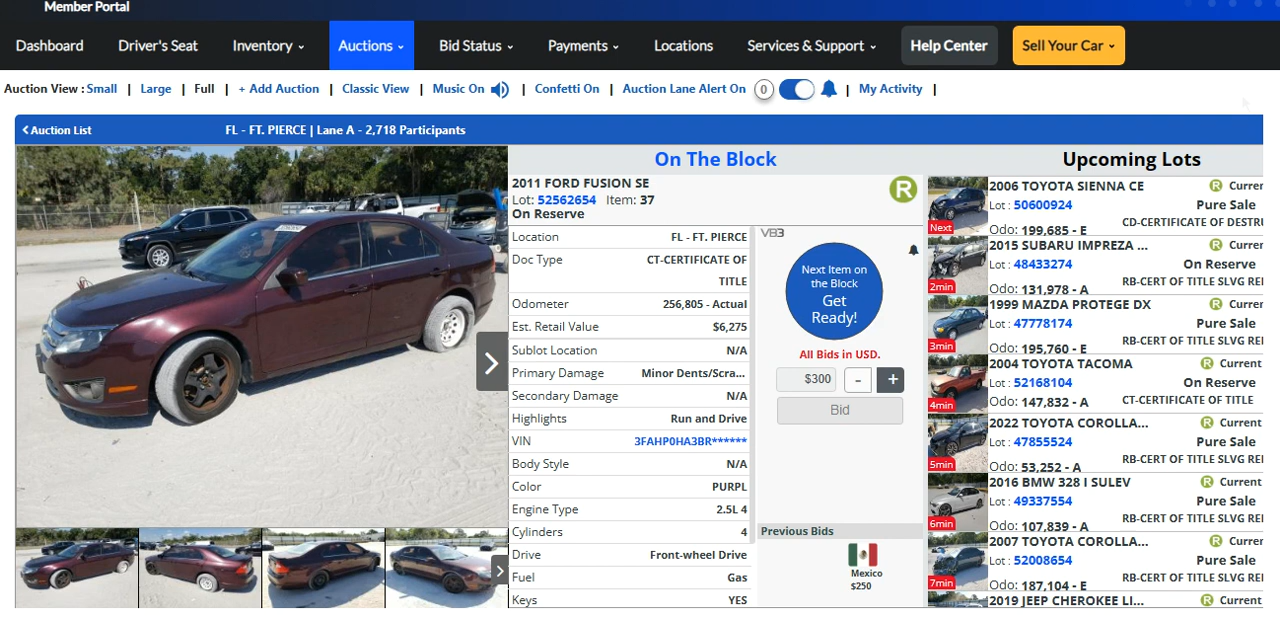 Member Portal
Dashboard Driver's Seat Inventory Auctions Bid Status Payments Locations Services & Support Help Center Sell Your Car
Auction View : Small | Large | Full | + Add Auction | Classic View | Music On | Confetti On | Auction Lane Alert On 0 | My Activity |
Auction List FL - FT. PIERCE | Lane A - 2,718 Participants
On The Block
2011 FORD FUSION SE
Lot: 52562654 Item: 37
On Reserve
R
Location FL - FT. PIERCE
Doc Type CT-CERTIFICATE OF
TITLE
Odometer 256,805 - Actual
Est. Retail Value $6,275
Sublot Location N/A
Primary Damage Minor Dents/Scra...
Secondary Damage N/A
Highlights Run and Drive
VIN 3FAHP0HA3BR******
Body Style N/A
Color PURPL
Engine Type 2.5L 4
Cylinders 4
Drive Front-wheel Drive
Fuel Gas
Keys YES
VB3
Next Item on
the Block
Get
Ready!
All Bids in USD.
$300 - +
Bid
Previous Bids
Mexico
$250
Upcoming Lots
2006 TOYOTA SIENNA CE R Curren
Lot : 50600924 Pure Sale
CD-CERTIFICATE OF DESTRU
Next Odo: 199,685 - E
2015 SUBARU IMPREZA ... R Curren
Lot : 48433274 On Reserve
RB-CERT OF TITLE SLVG REI
2min Odo: 131,978 - A
1999 MAZDA PROTEGE DX R Curren
Lot : 47778174 Pure Sale
RB-CERT OF TITLE SLVG REI
3min Odo: 195,760 - E
2004 TOYOTA TACOMA R Current
Lot : 52168104 On Reserve
4min Odo: 147,832 - A CT-CERTIFICATE OF TITLE
2022 TOYOTA COROLLA... R Current
Lot : 47855524 Pure Sale
RB-CERT OF TITLE SLVG REI
5min Odo: 53,252 - A
2016 BMW 328 I SULEV R Current
Lot : 49337554 Pure Sale
RB-CERT OF TITLE SLVG REI
6min Odo: 107,839 - A
2007 TOYOTA COROLLA... R Current
Lot : 52008654 Pure Sale
RB-CERT OF TITLE SLVG REI
7min Odo: 187,104 - E
2019 JEEP CHEROKEE LI... R Current